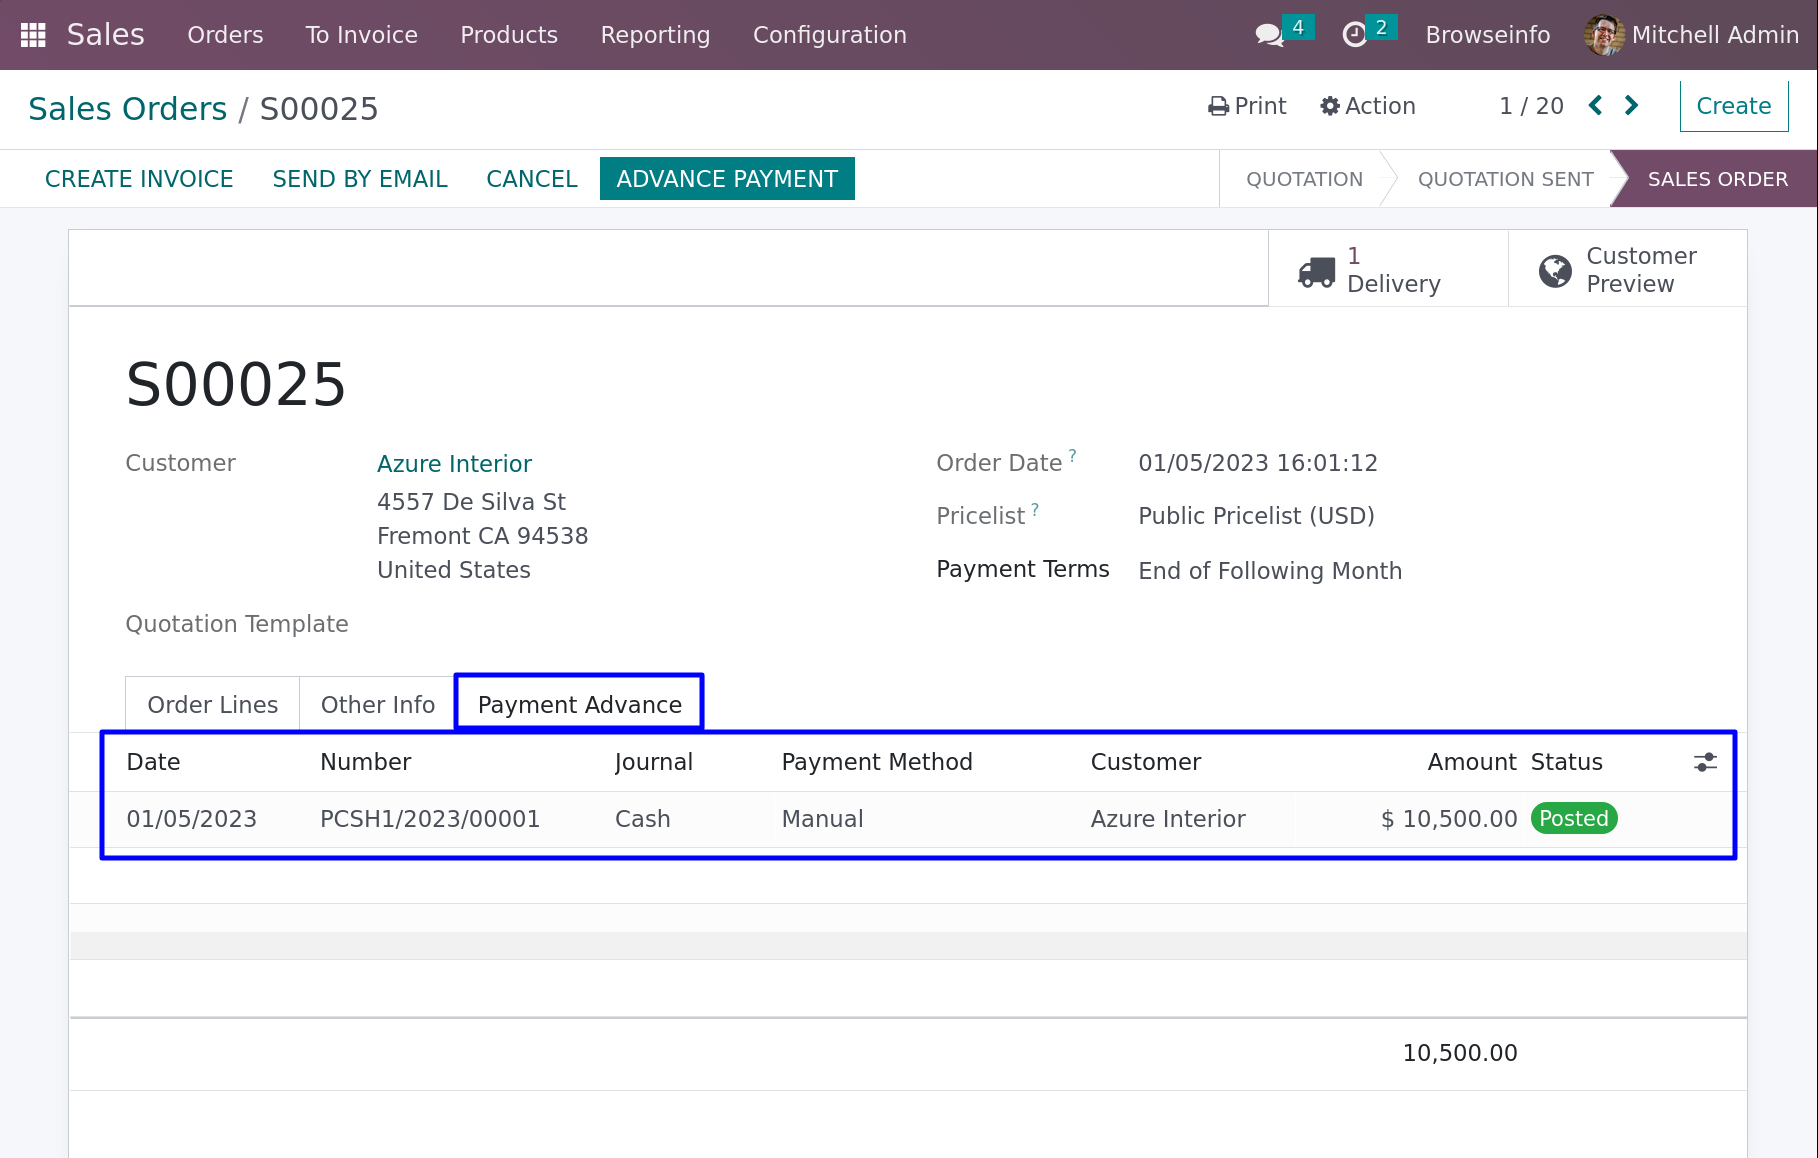 Sales Orders To Invoice Products Reporting Configuration 4 2 Browseinfo Mitchell Admin
Sales Orders / S00025 Print Action 1 / 20 Create
CREATE INVOICE SEND BY EMAIL CANCEL ADVANCE PAYMENT QUOTATION QUOTATION SENT SALES ORDER
1
Delivery
Customer
Preview
S00025
Customer Azure Interior
4557 De Silva St
Fremont CA 94538
United States
Order Date ? 01/05/2023 16:01:12
Pricelist ? Public Pricelist (USD)
Payment Terms End of Following Month
Quotation Template
Order Lines Other Info Payment Advance
Date Number Journal Payment Method Customer Amount Status
01/05/2023 PCSH1/2023/00001 Cash Manual Azure Interior $ 10,500.00 Posted
10,500.00